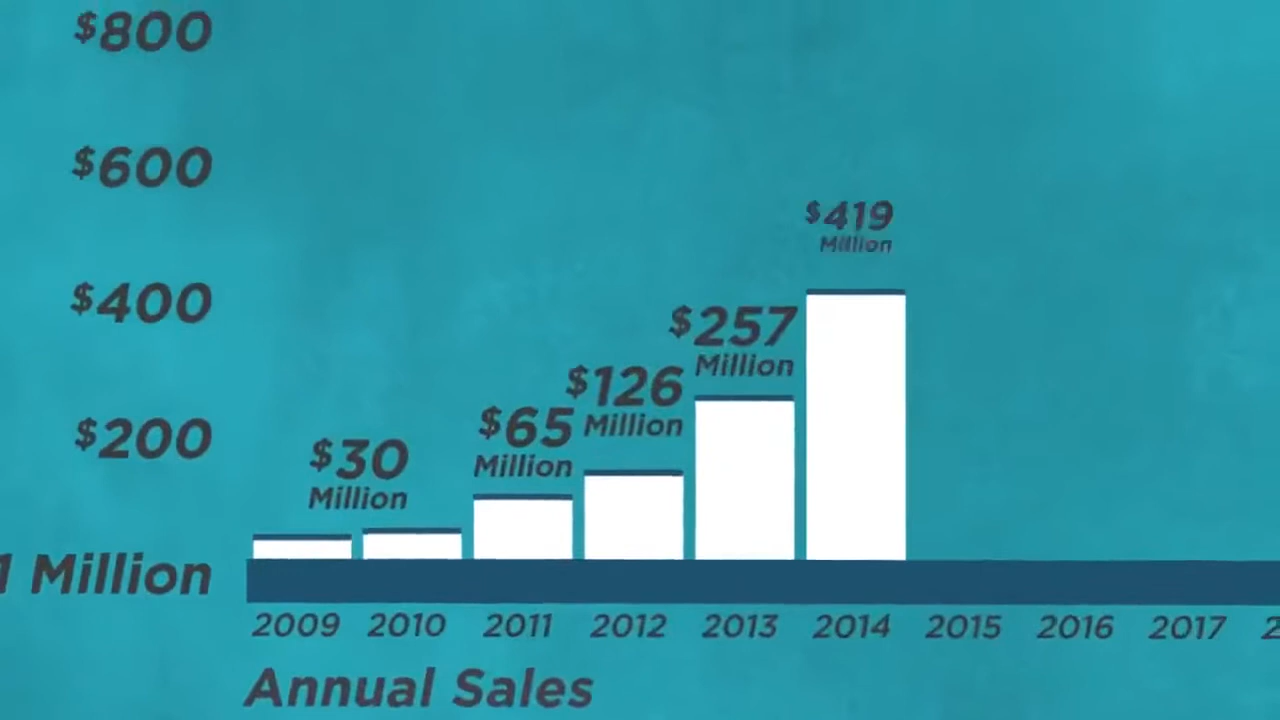 $800
$600
$400
$200
1 Million
$30
Million
$65
Million
$126
Million
$257
Million
$419
Million
2009 2010 2011 2012 2013 2014 2015 2016 2017
Annual Sales